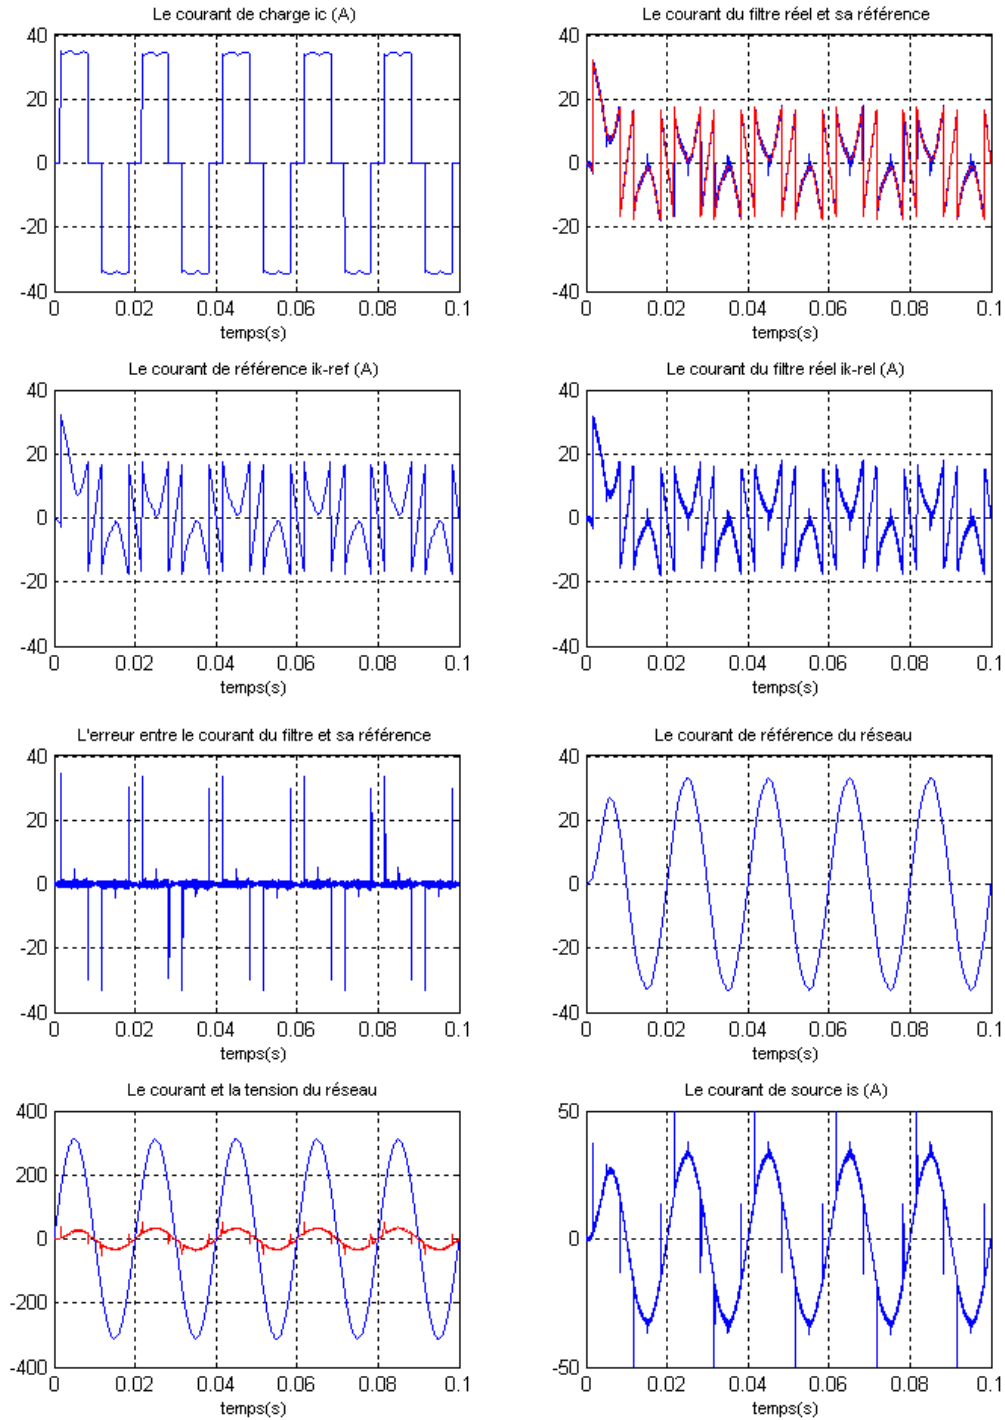 Le courant de charge ic (A)
40
20
0
-20
-40
0 0.02 0.04 0.06 0.08 0.1
temps(s)
Le courant du filtre réel et sa référence
40
20
0
-20
-40
0 0.02 0.04 0.06 0.08 0.1
temps(s)
Le courant de référence ik-ref (A)
40
20
0
-20
-40
0 0.02 0.04 0.06 0.08 0.1
temps(s)
Le courant du filtre réel ik-rel (A)
40
20
0
-20
-40
0 0.02 0.04 0.06 0.08 0.1
temps(s)
L'erreur entre le courant du filtre et sa référence
40
20
0
-20
-40
0 0.02 0.04 0.06 0.08 0.1
temps(s)
Le courant de référence du réseau
40
20
0
-20
-40
0 0.02 0.04 0.06 0.08 0.1
temps(s)
Le courant et la tension du réseau
400
200
0
-200
-400
0 0.02 0.04 0.06 0.08 0.1
temps(s)
Le courant de source is (A)
50
0
-50
0 0.02 0.04 0.06 0.08 0.1
temps(s)